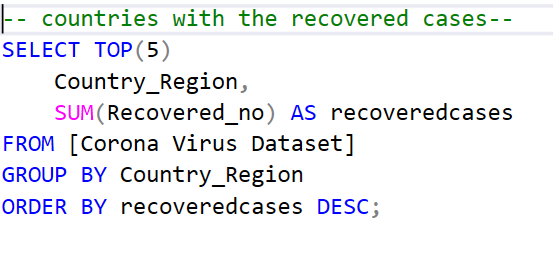 -- countries with the recovered cases--
SELECT TOP(5)
    Country_Region,
    SUM(Recovered_no) AS recoveredcases
FROM [Corona Virus Dataset]
GROUP BY Country_Region
ORDER BY recoveredcases DESC;